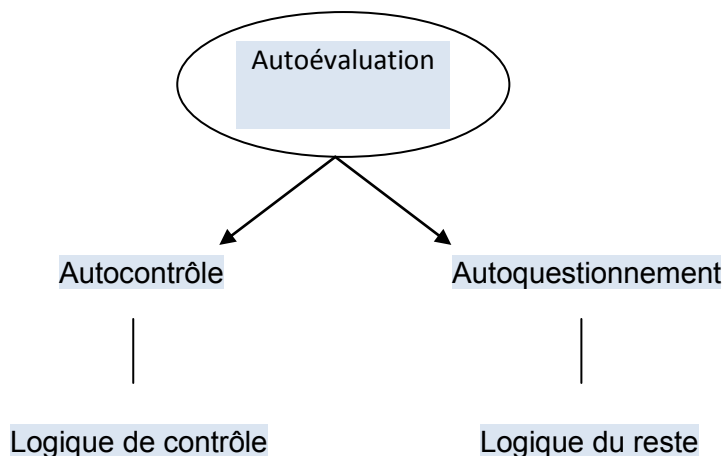 Autoévaluation
Autocontrôle
Autoquestionnement
Logique de contrôle
Logique du reste